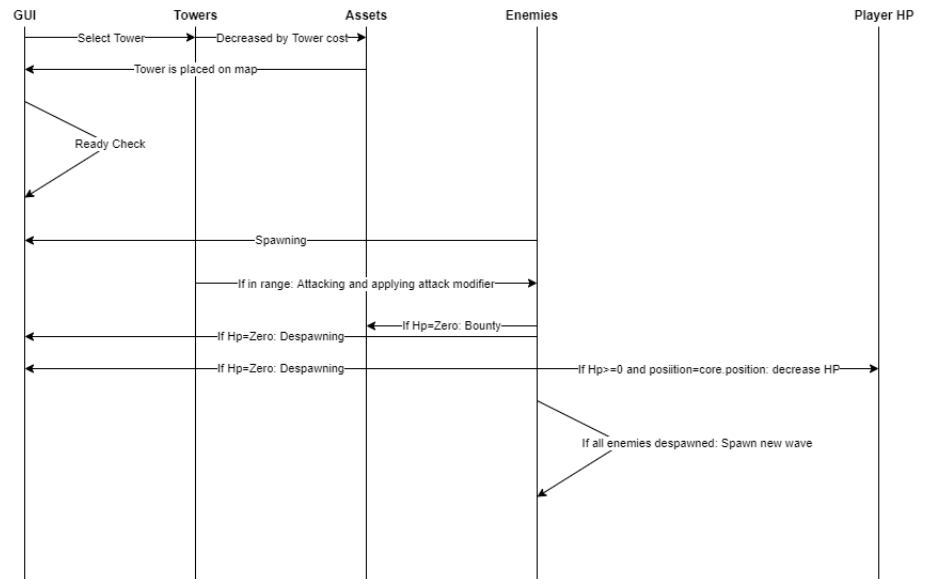 GUI
Towers
Assets
Enemies
Player HP
Select Tower
Decreased by Tower cost
Tower is placed on map
Ready Check
Spawning
If in range: Attacking and applying attack modifier
If Hp=Zero: Bounty
If Hp=Zero: Despawning
If Hp=Zero: Despawning
If Hp>=0 and posiition=core.position: decrease HP
If all enemies despawned: Spawn new wave